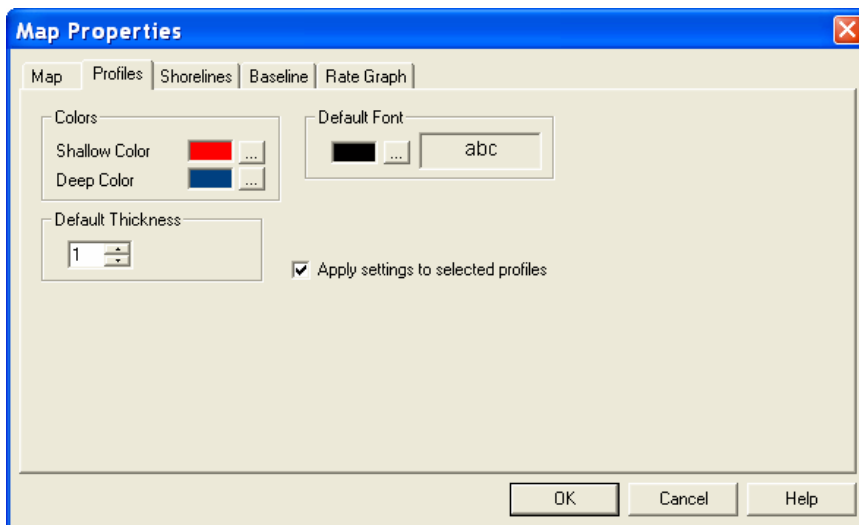 Map Properties
Map Profiles Shorelines Baseline Rate Graph
Colors
Shallow Color ...
Deep Color ...
Default Font
... abc
Default Thickness
1
Apply settings to selected profiles
OK Cancel Help